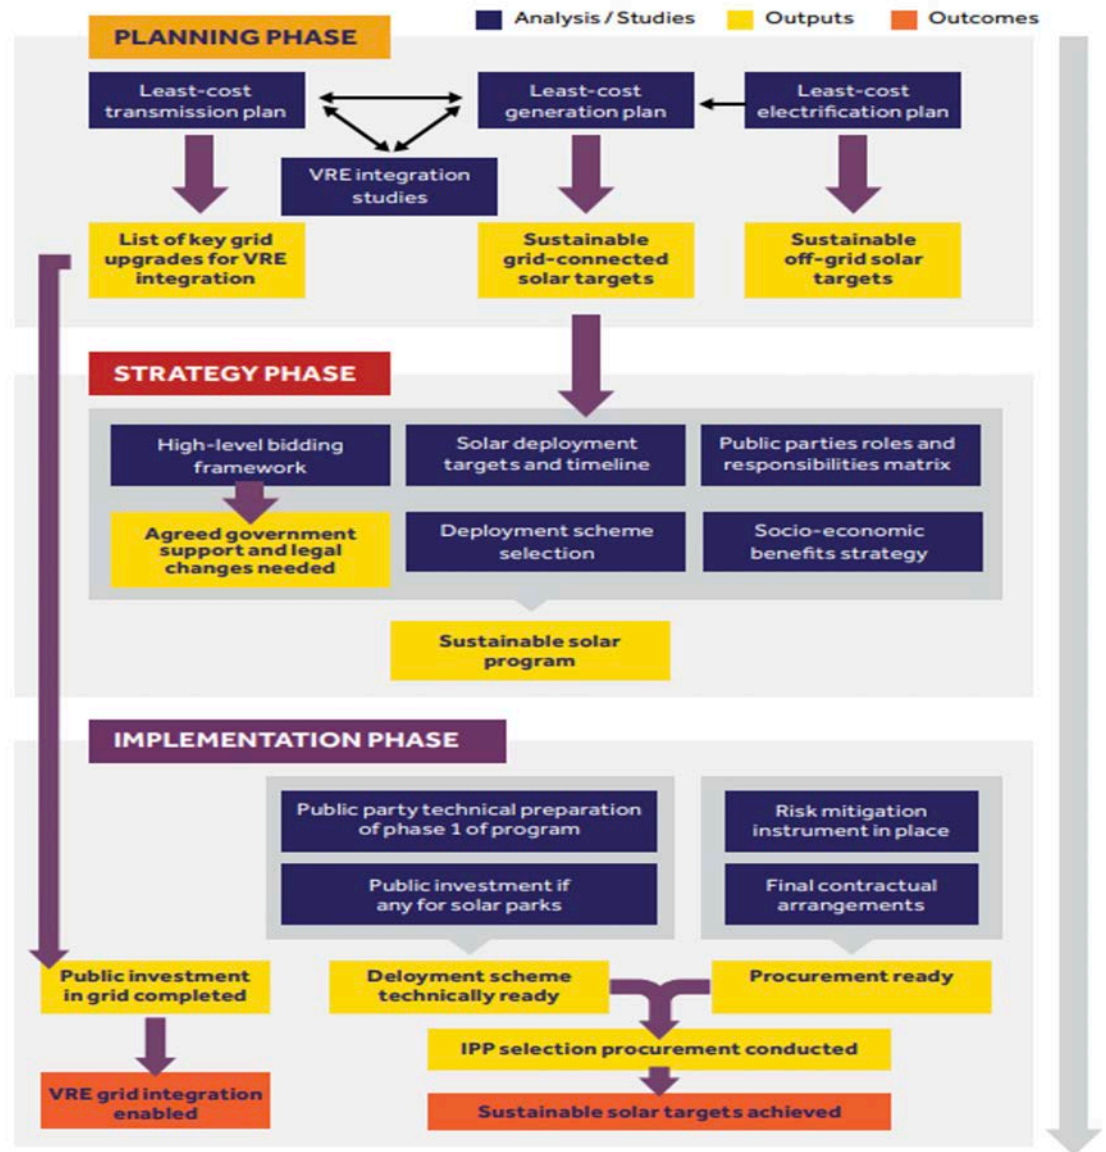 Analysis / Studies
Outputs
Outcomes
PLANNING PHASE
Least-cost
transmission plan
Least-cost
generation plan
Least-cost
electrification plan
VRE integration
studies
List of key grid
upgrades for VRE
integration
Sustainable
grid-connected
solar targets
Sustainable
off-grid solar
targets
STRATEGY PHASE
High-level bidding
framework
Solar deployment
targets and timeline
Public parties roles and
responsibilities matrix
Agreed government
support and legal
changes needed
Deployment scheme
selection
Socio-economic
benefits strategy
Sustainable solar
program
IMPLEMENTATION PHASE
Public party technical preparation
of phase 1 of program
Risk mitigation
instrument in place
Public investment if
any for solar parks
Final contractual
arrangements
Public investment
in grid completed
Deloyment scheme
technically ready
Procurement ready
IPP selection procurement conducted
VRE grid integration
enabled
Sustainable solar targets achieved